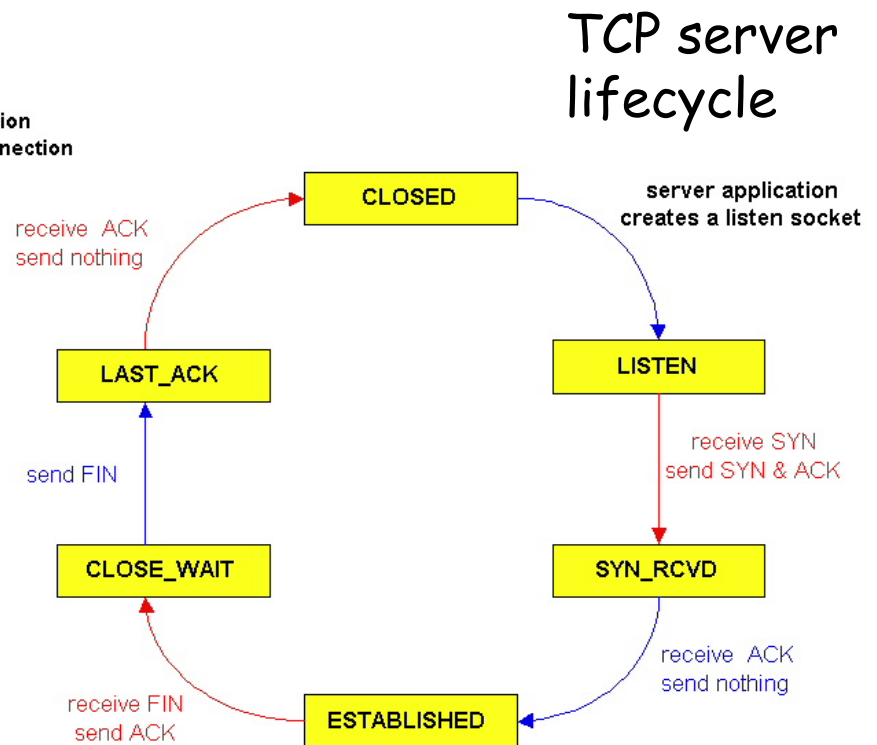 TCP server
lifecycle
ion
nection
CLOSED
server application
creates a listen socket
receive ACK
send nothing
LAST_ACK
LISTEN
receive SYN
send SYN & ACK
send FIN
CLOSE_WAIT
SYN_RCVD
receive ACK
send nothing
receive FIN
send ACK
ESTABLISHED